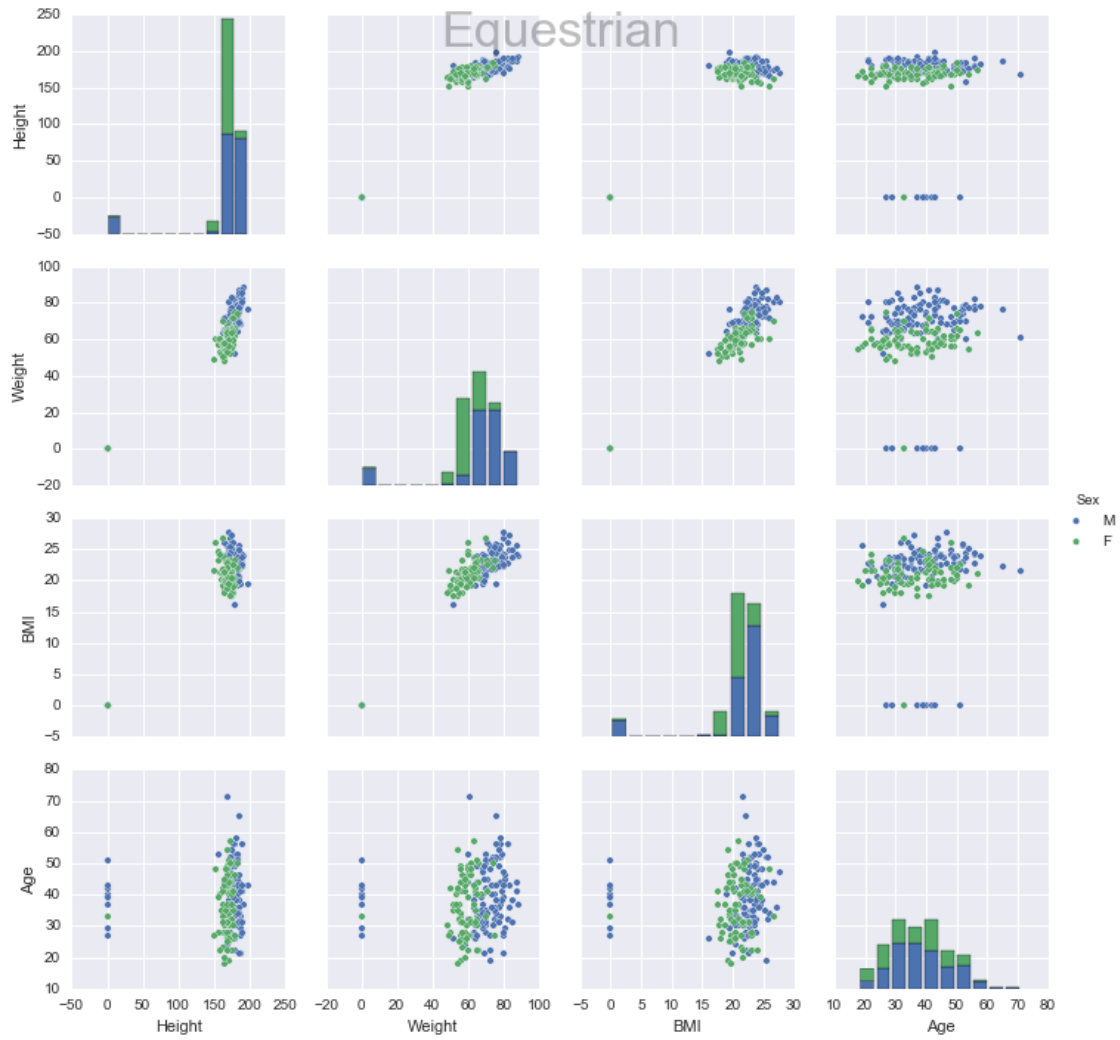 Equestrian
250
200
150
100
50
0
−50
Height
100
80
60
40
20
0
−20
Weight
30
25
20
15
10
5
0
−5
BMI
80
70
60
50
40
30
20
10
Age
Sex
M
F
−50 0 50 100 150 200 250
Height
−20 0 20 40 60 80 100
Weight
−5 0 5 10 15 20 25 30
BMI
10 20 30 40 50 60 70 80
Age